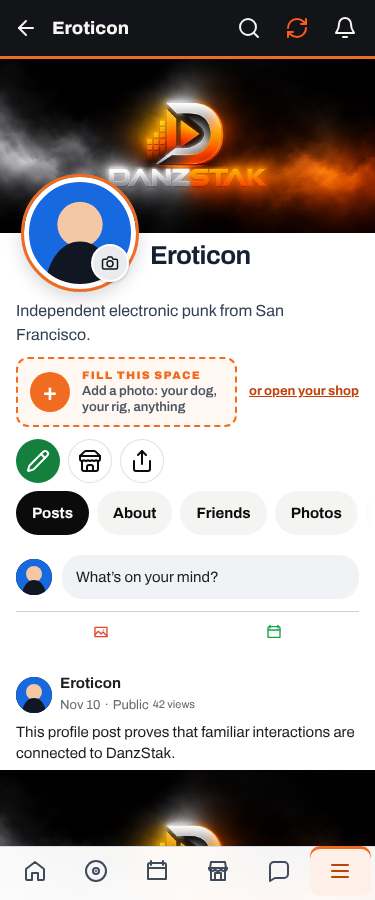 Eroticon
DANZSTAK
Eroticon
Independent electronic punk from San
Francisco.
FILL THIS SPACE
Add a photo: your dog,
your rig, anything
or open your shop
Posts
About
Friends
Photos
What's on your mind?
Eroticon
Nov 10 · Public 42 views
This profile post proves that familiar interactions are
connected to DanzStak.